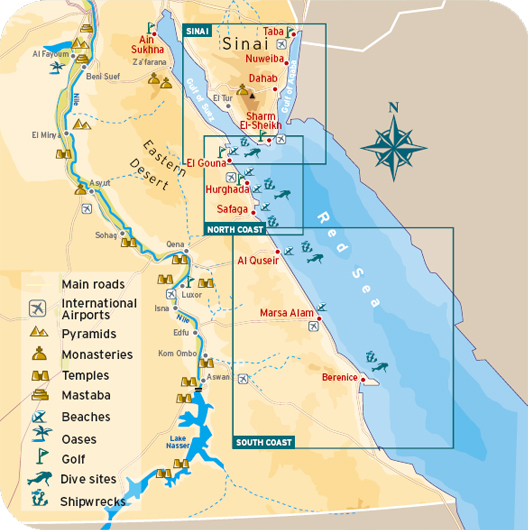 SINAI
Taba
Ain
Sukhna
Za'farana
Sinai
Al Fayoum
Nuweiba
Beni Suef
Dahab
Gulf of Suez
Gulf of Aqaba
El Tur
Nile
Sharm
El-Sheikh
N
El Minya
Eastern
Desert
El Gouna
Asyut
Hurghada
Safaga
Red Sea
NORTH COAST
Sohag
Qena
Al Quseir
Luxor
Isna
Nile
Marsa Alam
Edfu
Kom Ombo
Aswan
Berenice
Lake
Nasser
SOUTH COAST
Main roads
International
Airports
Pyramids
Monasteries
Temples
Mastaba
Beaches
Oases
Golf
Dive sites
Shipwrecks